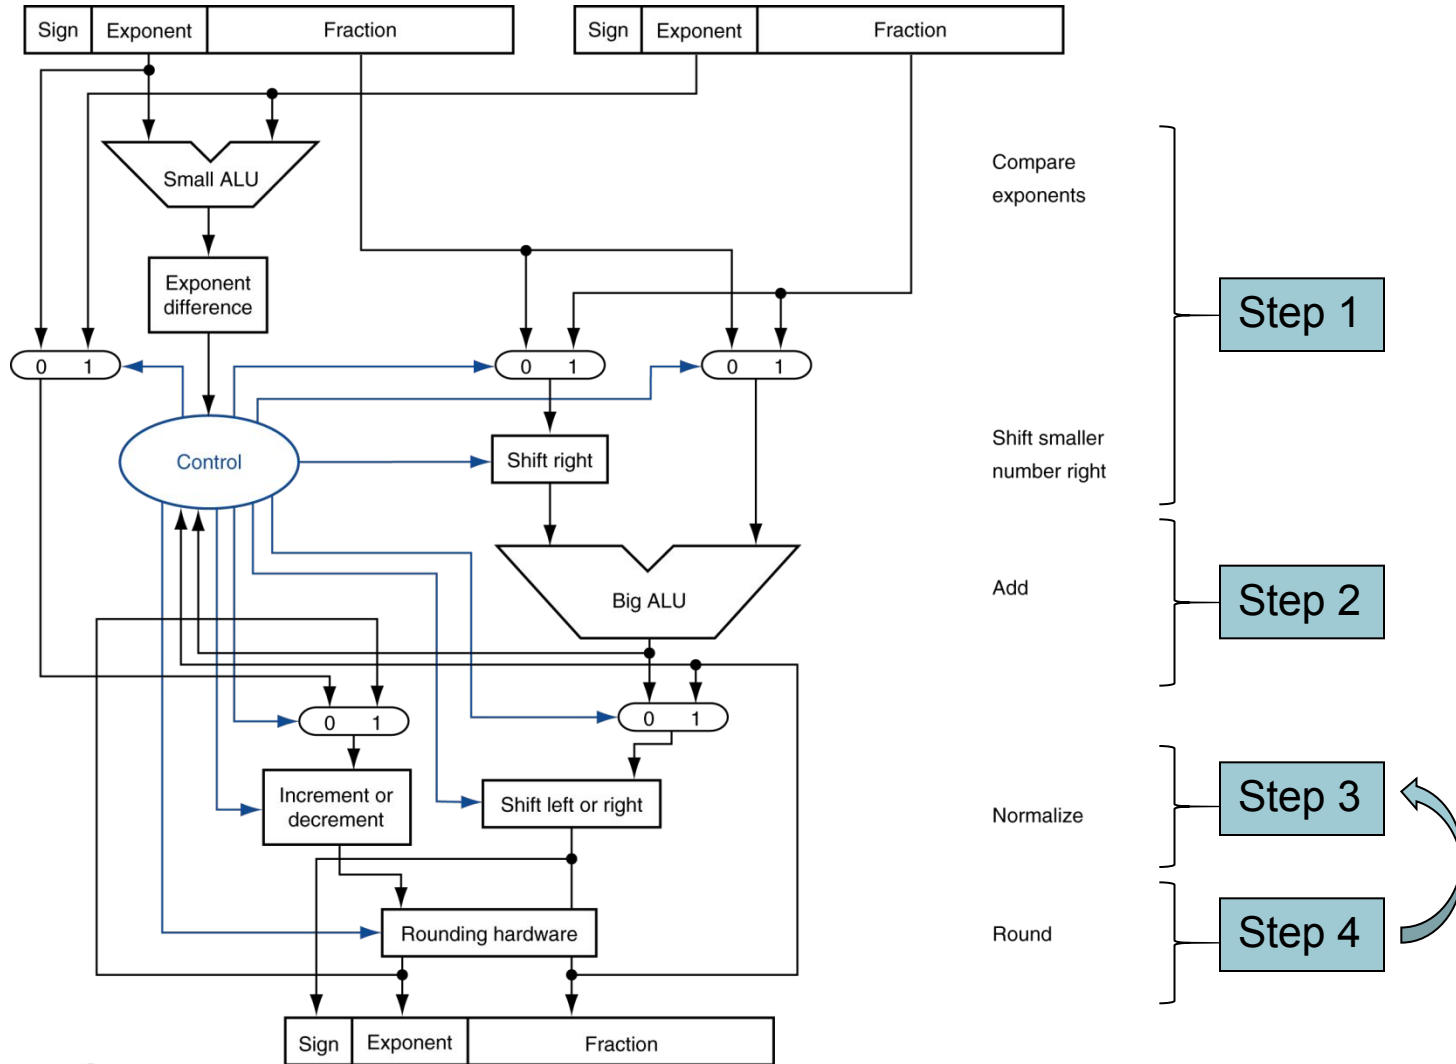 Sign Exponent Fraction
Sign Exponent Fraction
Small ALU
Compare
exponents
Exponent
difference
Step 1
0 1
0 1
0 1
Control
Shift right
Shift smaller
number right
Big ALU
Add
Step 2
0 1
0 1
Increment or
decrement
Shift left or right
Normalize
Step 3
Rounding hardware
Round
Step 4
Sign Exponent Fraction